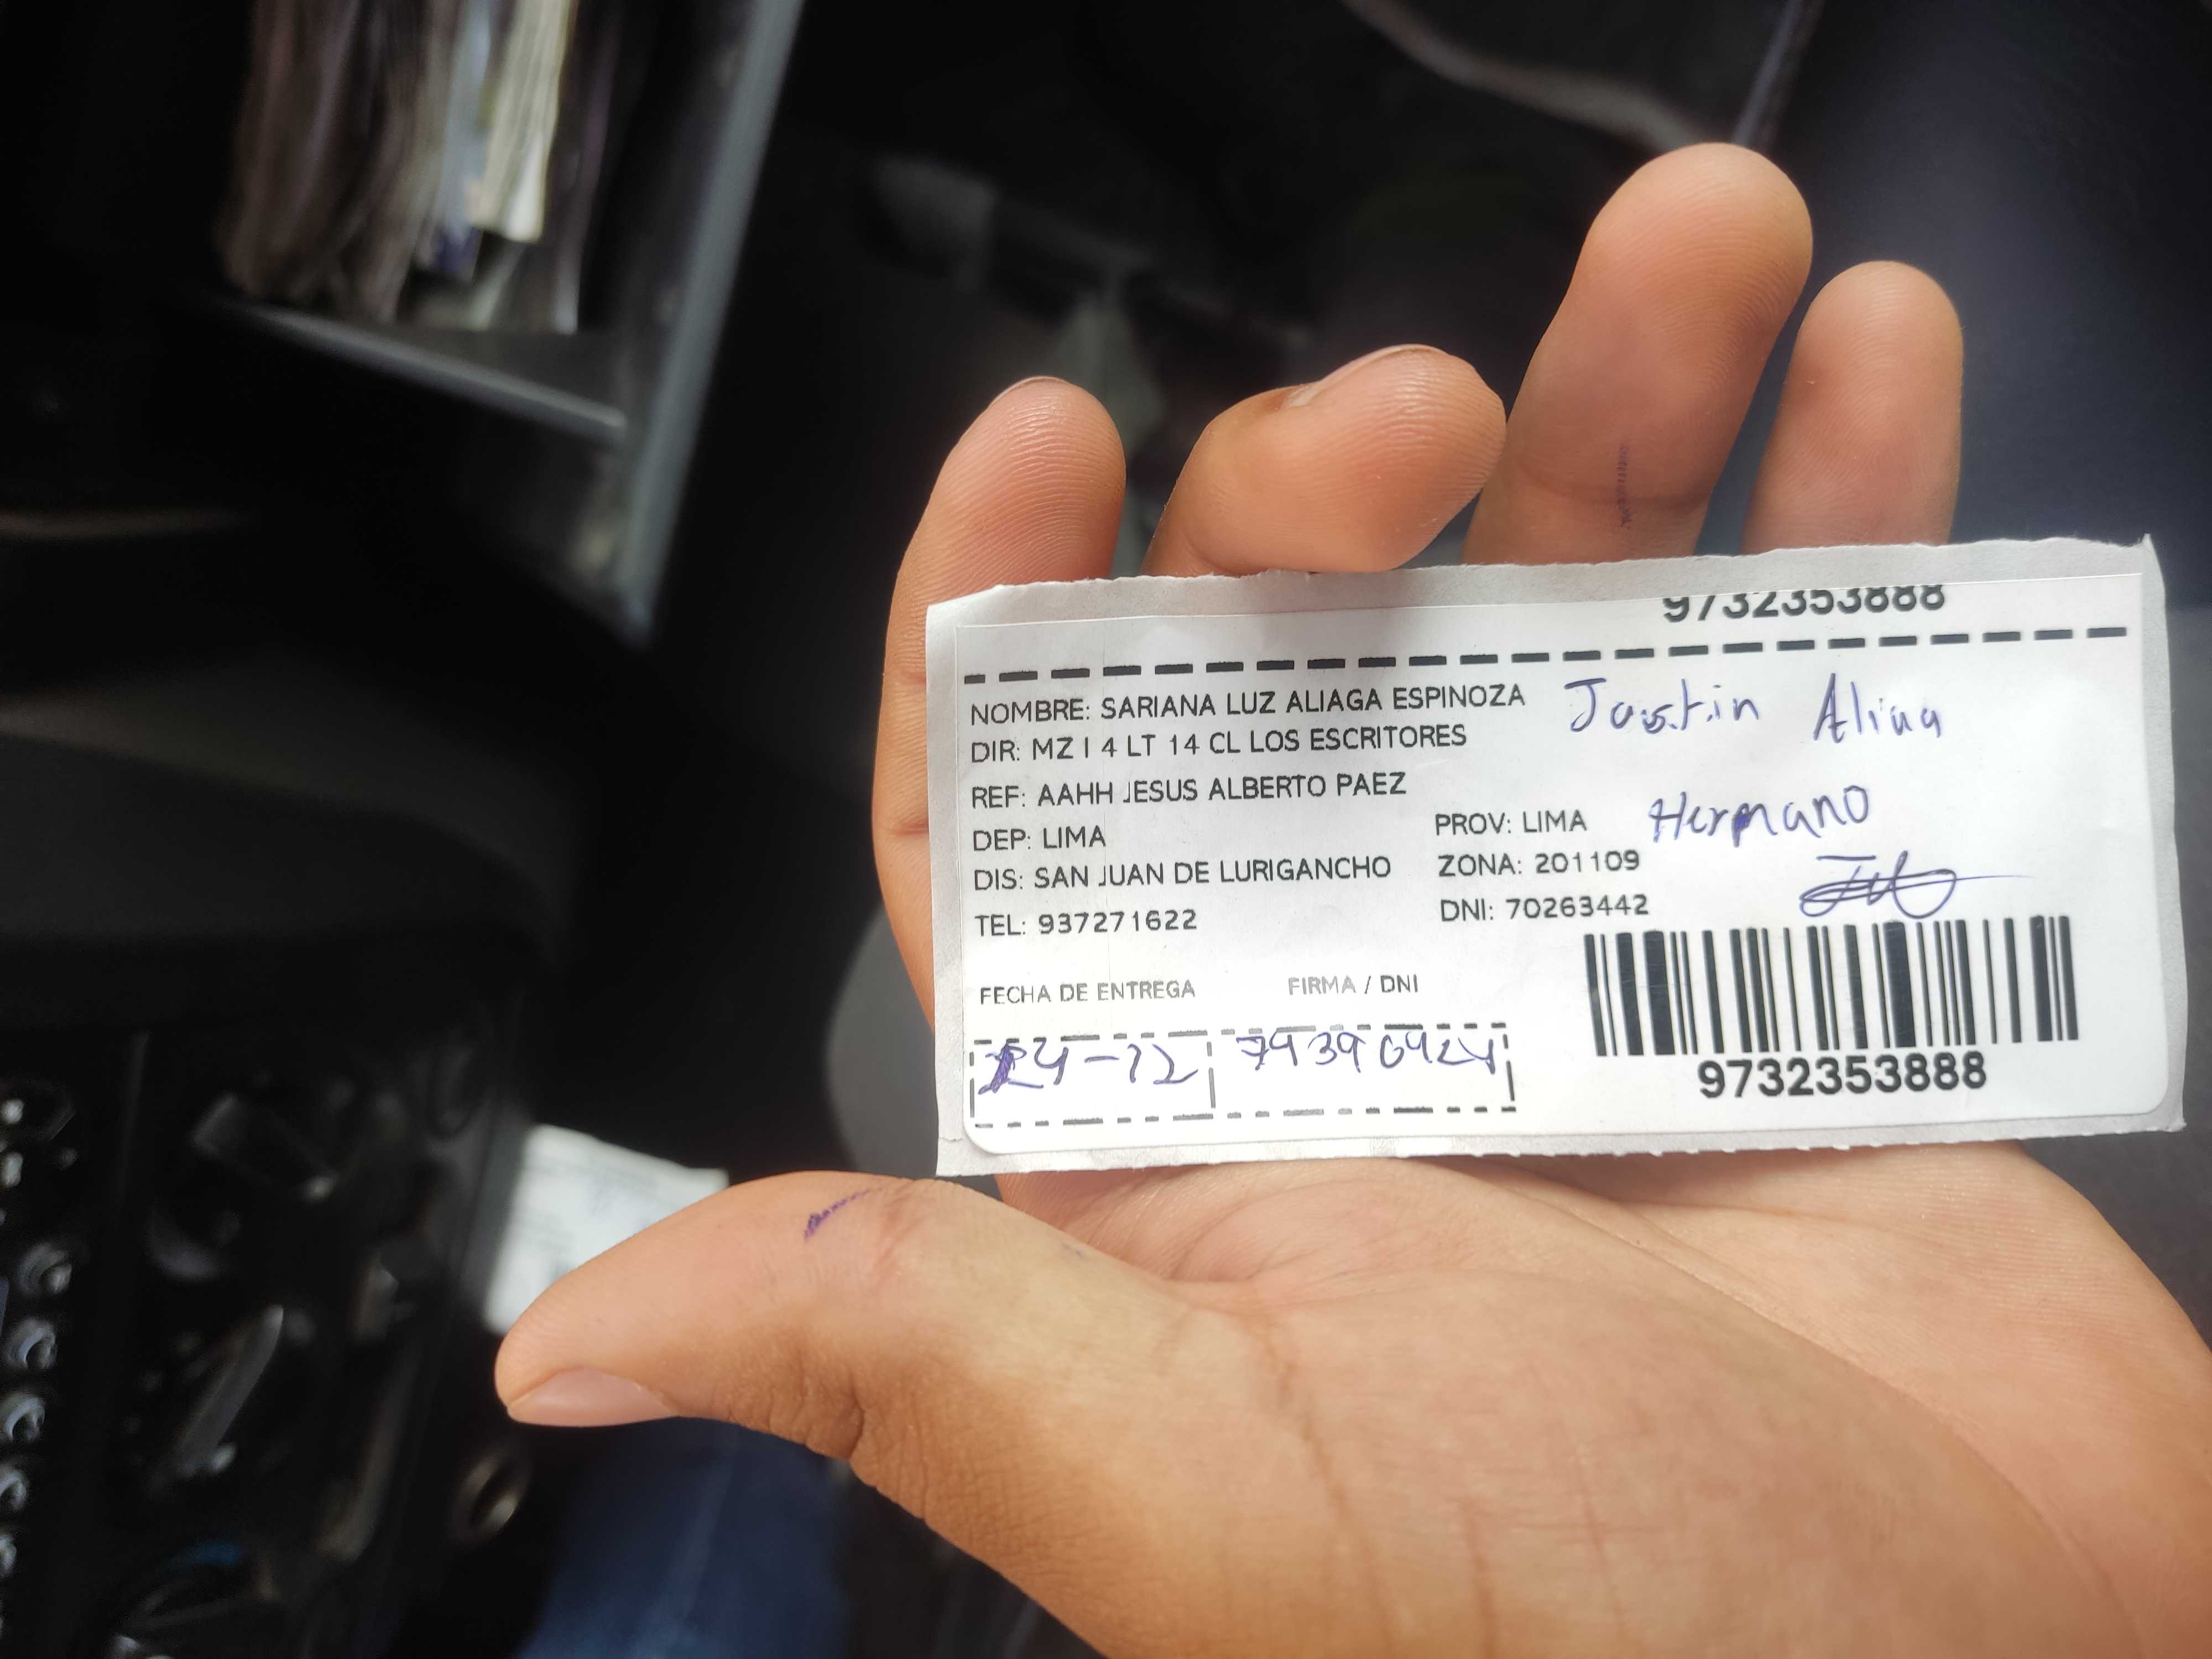 9732353888
NOMBRE: SARIANA LUZ ALIAGA ESPINOZA Justin
DIR: MZ I 4 LT 14 CL LOS ESCRITORES
REF: AAHH JESUS ALBERTO PAEZ
DEP: LIMA PROV: LIMA Hermano
DIS: SAN JUAN DE LURIGANCHO ZONA: 201109
TEL: 937271622 DNI: 70263442
FECHA DE ENTREGA FIRMA / DNI
24-12
9732353888